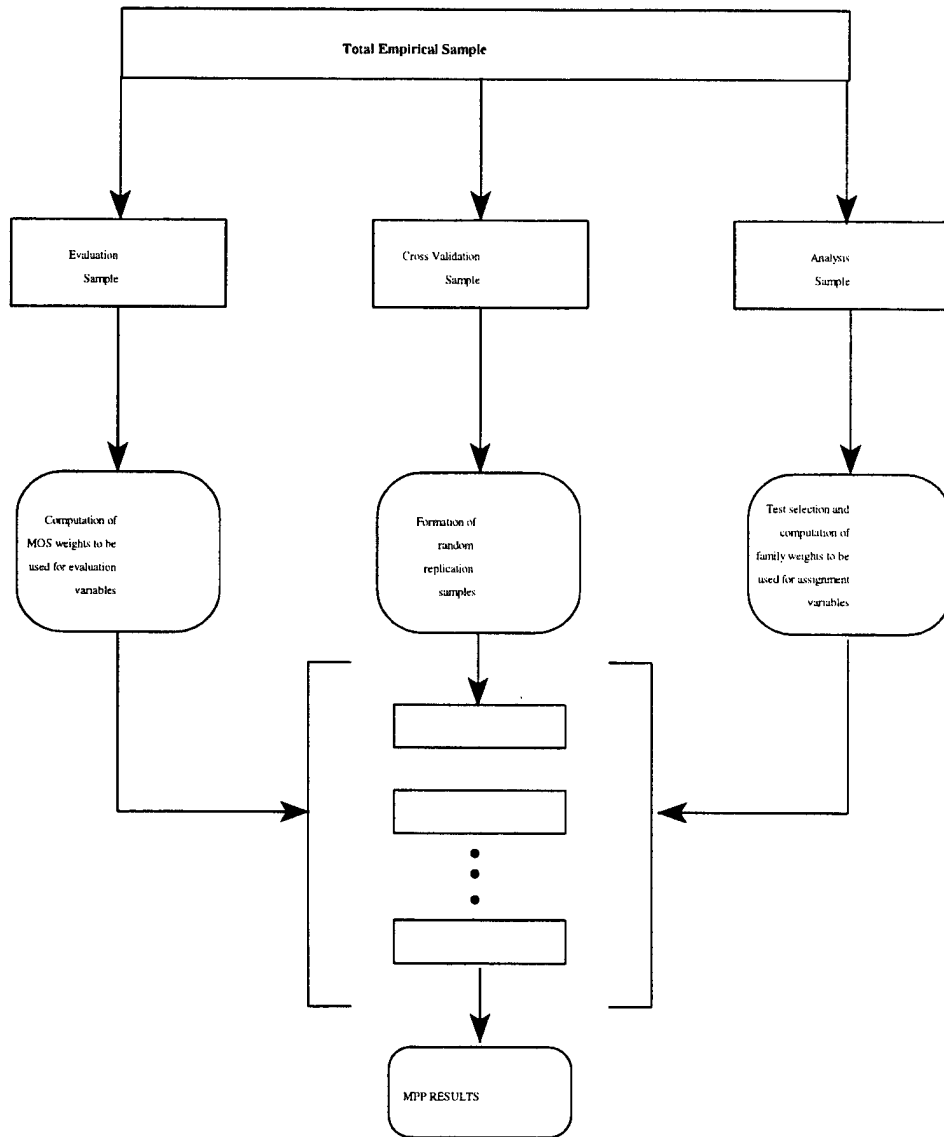 Total Empirical Sample
Evaluation
Sample
Cross Validation
Sample
Analysis
Sample
Computation of
MOS weights to be
used for evaluation
variables
Formation of
random
replication
samples
Test selection and
computation of
family weights to be
used for assignment
variables
MPP RESULTS